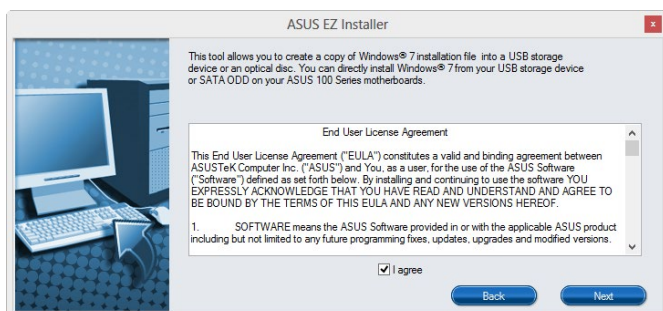 ASUS EZ Installer
x
This tool allows you to create a copy of Windows® 7 installation file into a USB storage
device or an optical disc. You can directly install Windows® 7 from your USB storage device
or SATA ODD on your ASUS 100 Series motherboards.
End User License Agreement
This End User License Agreement ("EULA") constitutes a valid and binding agreement between
ASUSTeK Computer Inc. ("ASUS") and You, as a user, for the use of the ASUS Software
("Software") defined as set forth below. By installing and continuing to use the software YOU
EXPRESSLY ACKNOWLEDGE THAT YOU HAVE READ AND UNDERSTAND AND AGREE TO
BE BOUND BY THE TERMS OF THIS EULA AND ANY NEW VERSIONS HEREOF.
1. SOFTWARE means the ASUS Software provided in or with the applicable ASUS product
including but not limited to any future programming fixes, updates, upgrades and modified versions.
I agree
Back Next